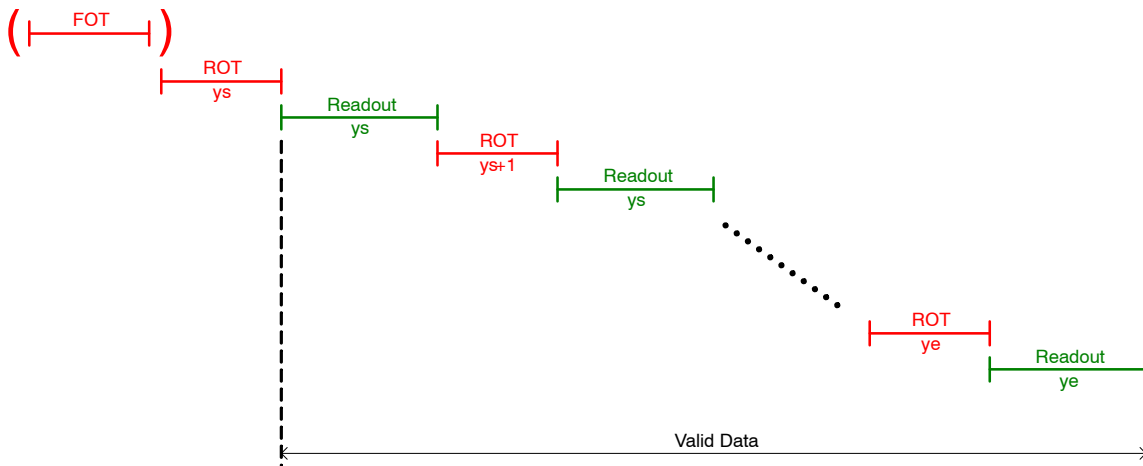 ( FOT )
ROT
ys
Readout
ys
ROT
ys+1
Readout
ys
ROT
ye
Readout
ye
Valid Data